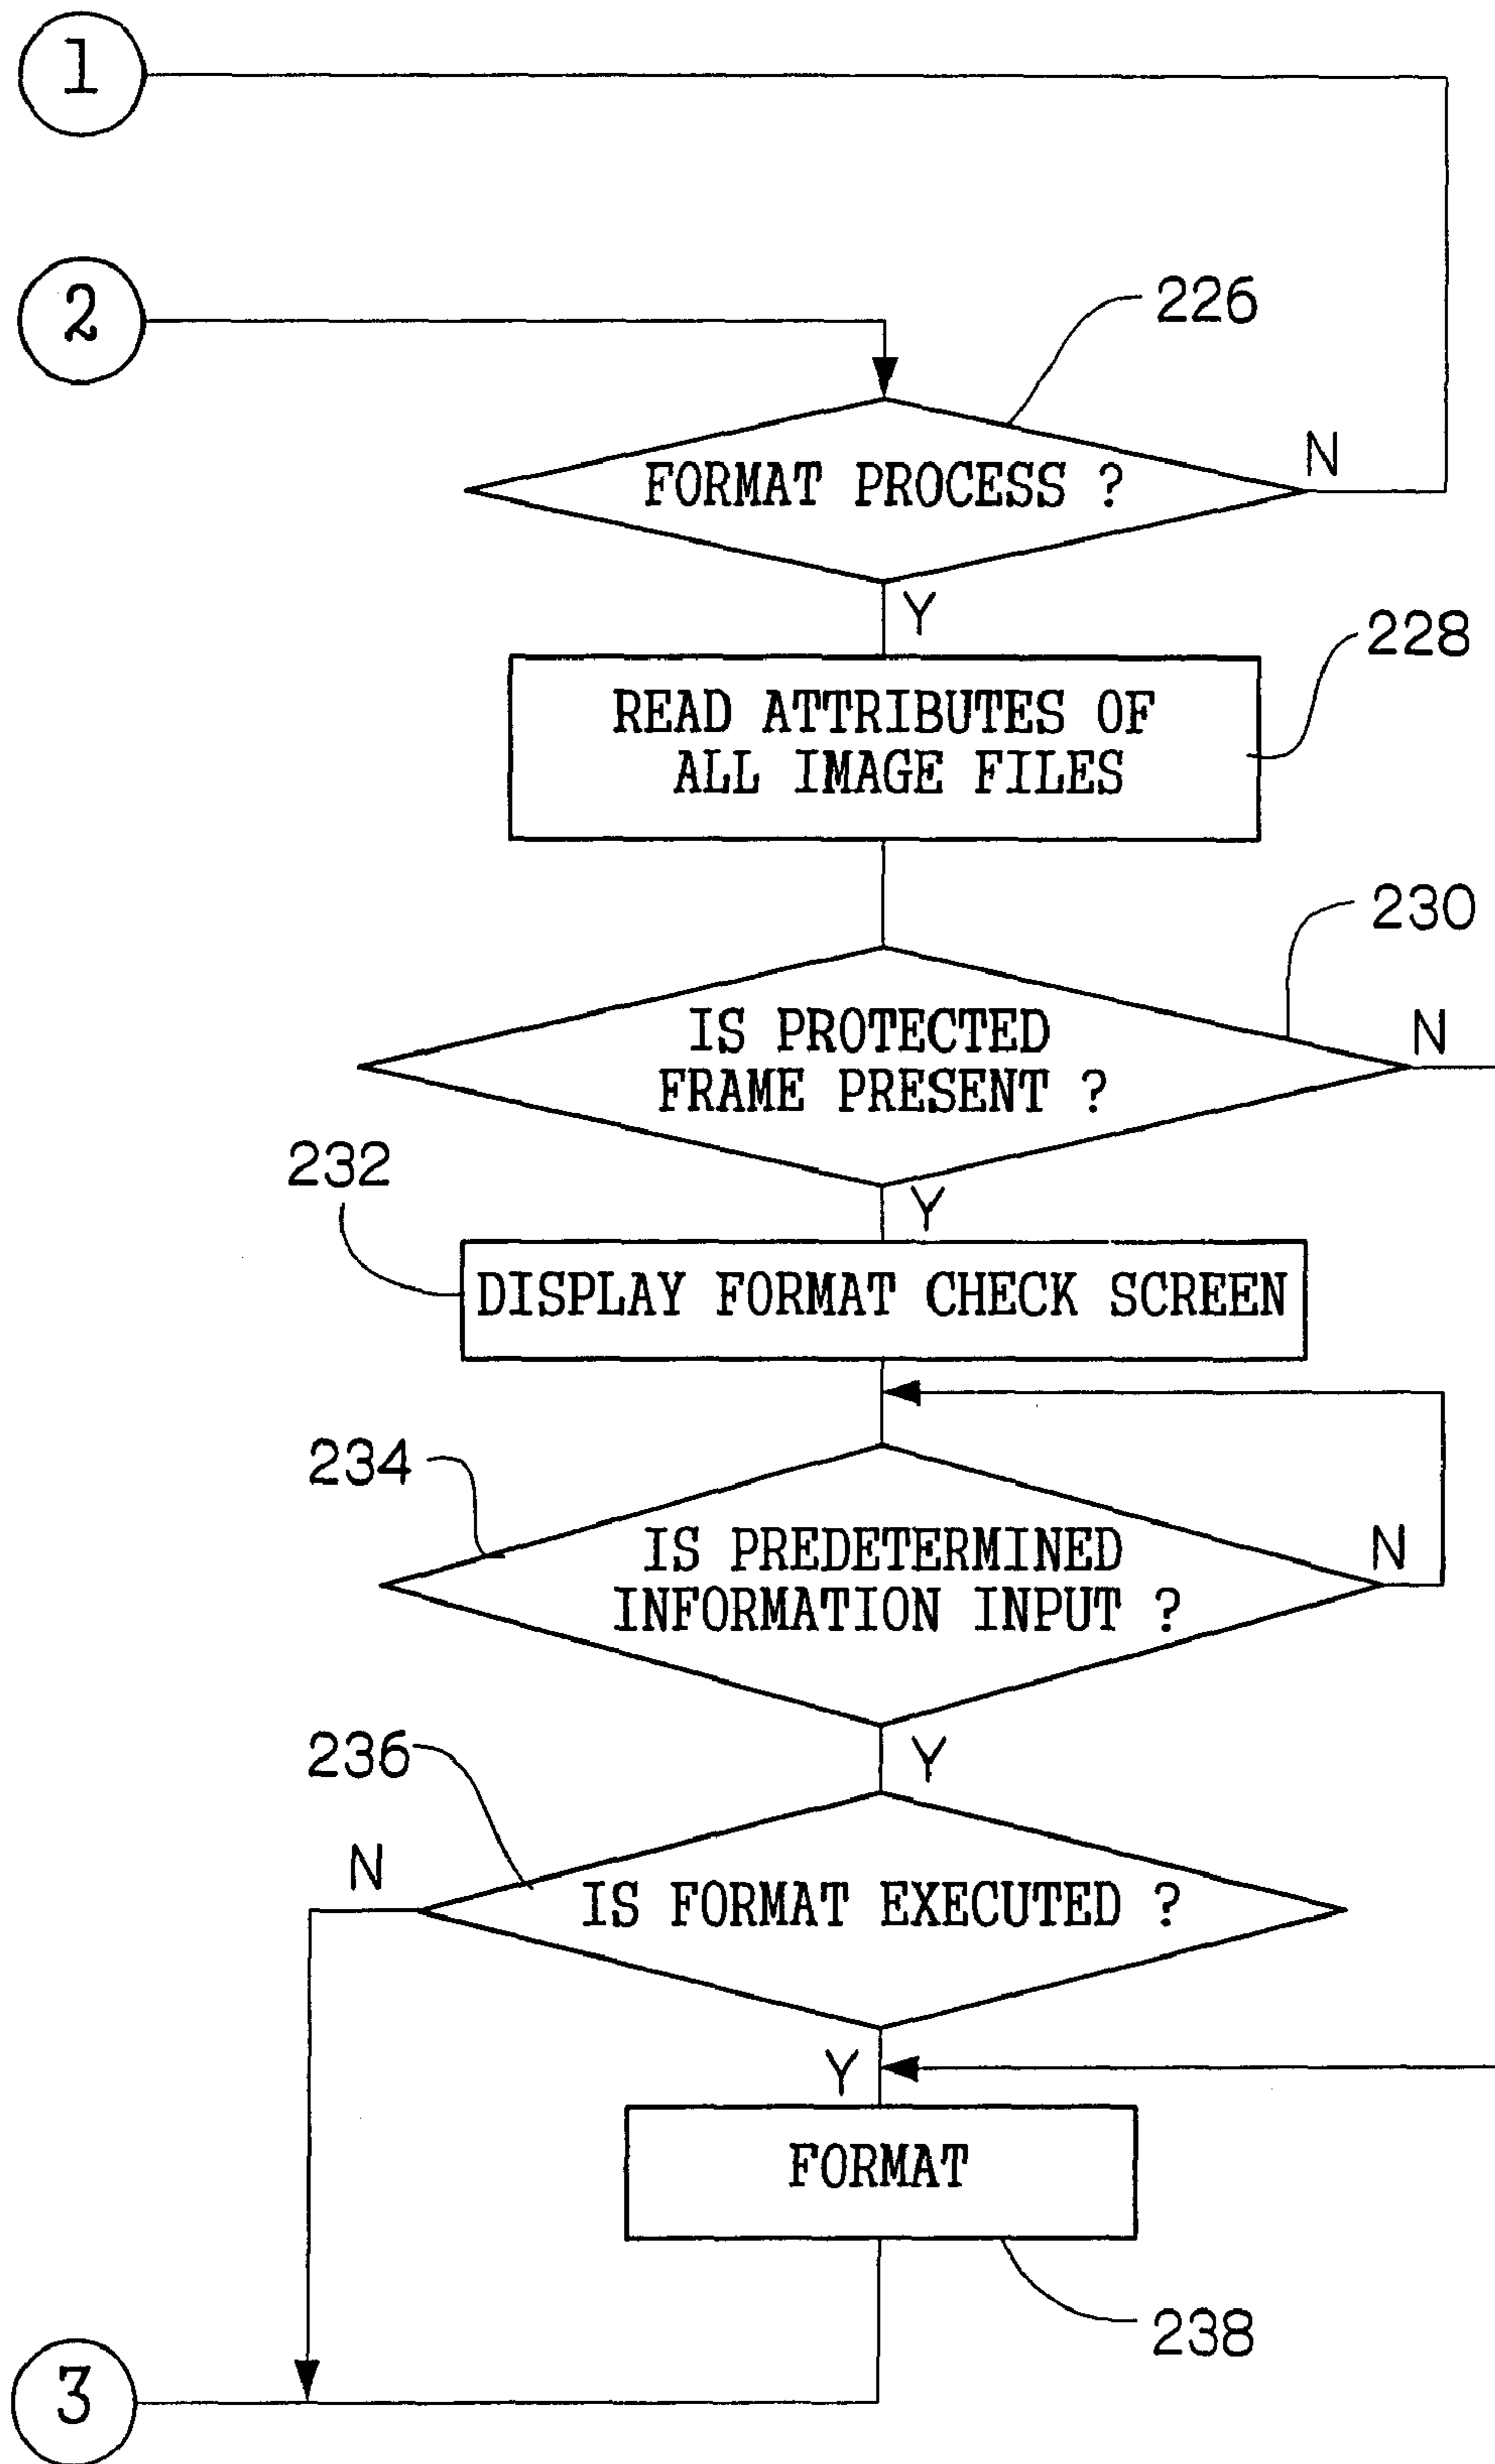 1
2
226
FORMAT PROCESS ?
N
Y
228
READ ATTRIBUTES OF
ALL IMAGE FILES
230
IS PROTECTED
FRAME PRESENT ?
N
232
Y
DISPLAY FORMAT CHECK SCREEN
234
IS PREDETERMINED
INFORMATION INPUT ?
N
236
Y
N
IS FORMAT EXECUTED ?
Y
FORMAT
238
3